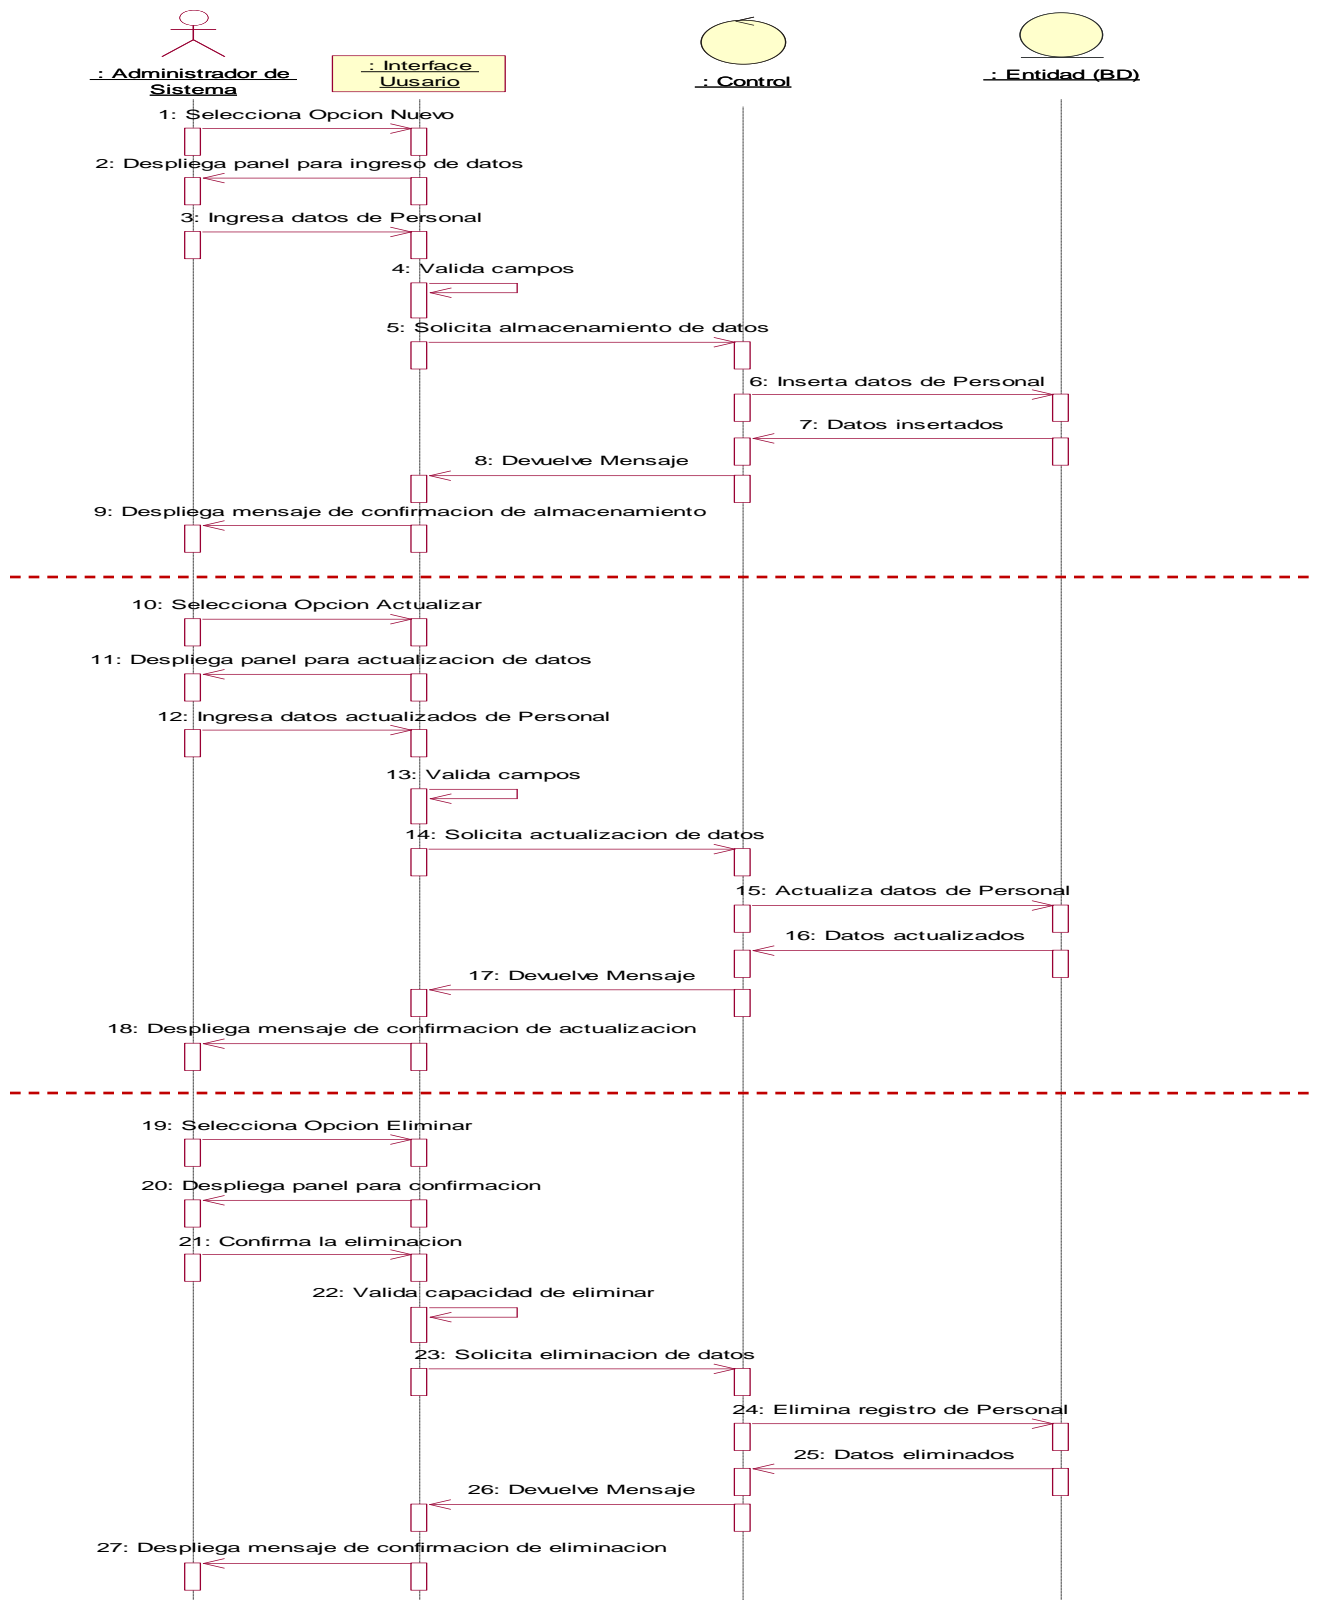 : Administrador de
Sistema
: Interface
Uusario
: Control
: Entidad (BD)
1: Selecciona Opcion Nuevo
2: Despliega panel para ingreso de datos
3: Ingresa datos de Personal
4: Valida campos
5: Solicita almacenamiento de datos
6: Inserta datos de Personal
7: Datos insertados
8: Devuelve Mensaje
9: Despliega mensaje de confirmacion de almacenamiento
10: Selecciona Opcion Actualizar
11: Despliega panel para actualizacion de datos
12: Ingresa datos actualizados de Personal
13: Valida campos
14: Solicita actualizacion de datos
15: Actualiza datos de Personal
16: Datos actualizados
17: Devuelve Mensaje
18: Despliega mensaje de confirmacion de actualizacion
19: Selecciona Opcion Eliminar
20: Despliega panel para confirmacion
21: Confirma la eliminacion
22: Valida capacidad de eliminar
23: Solicita eliminacion de datos
24: Elimina registro de Personal
25: Datos eliminados
26: Devuelve Mensaje
27: Despliega mensaje de confirmacion de eliminacion